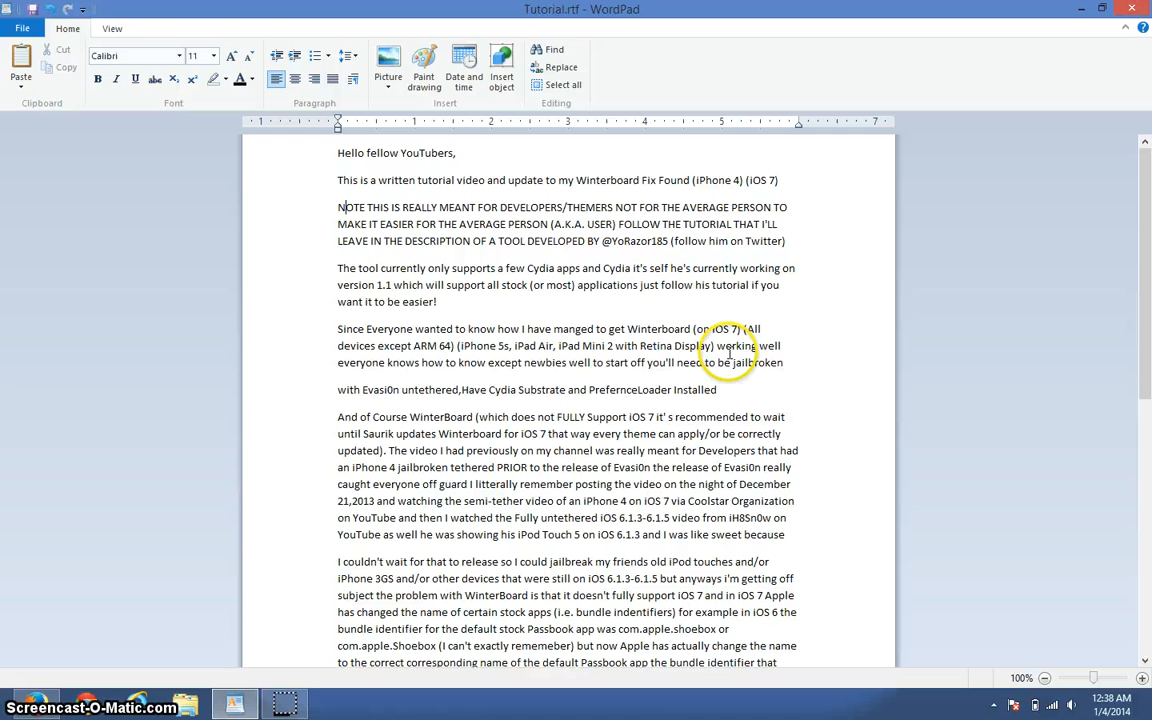 Tutorial.rtf - WordPad
File
Home
View
Paste
Cut
Copy
Clipboard
Calibri
11
Font
Paragraph
Picture
Paint drawing
Date and time
Insert object
Insert
Find
Replace
Select all
Editing
1 1 2 3 4 5 7
Hello fellow YouTubers,
This is a written tutorial video and update to my Winterboard Fix Found (iPhone 4) (iOS 7)
NOTE THIS IS REALLY MEANT FOR DEVELOPERS/THEMERS NOT FOR THE AVERAGE PERSON TO
MAKE IT EASIER FOR THE AVERAGE PERSON (A.K.A. USER) FOLLOW THE TUTORIAL THAT I'LL
LEAVE IN THE DESCRIPTION OF A TOOL DEVELOPED BY @YoRazor185 (follow him on Twitter)
The tool currently only supports a few Cydia apps and Cydia it's self he's currently working on
version 1.1 which will support all stock (or most) applications just follow his tutorial if you
want it to be easier!
Since Everyone wanted to know how I have manged to get Winterboard (on iOS 7) (All
devices except ARM 64) (iPhone 5s, iPad Air, iPad Mini 2 with Retina Display) working well
everyone knows how to know except newbies well to start off you'll need to be jailbroken
with Evasi0n untethered,Have Cydia Substrate and PrefernceLoader Installed
And of Course WinterBoard (which does not FULLY Support iOS 7 it' s recommended to wait
until Saurik updates Winterboard for iOS 7 that way every theme can apply/or be correctly
updated). The video I had previously on my channel was really meant for Developers that had
an iPhone 4 jailbroken tethered PRIOR to the release of Evasi0n the release of Evasi0n really
caught everyone off guard I litterally remember posting the video on the night of December
21,2013 and watching the semi-tether video of an iPhone 4 on iOS 7 via Coolstar Organization
on YouTube and then I watched the Fully untethered iOS 6.1.3-6.1.5 video from iH8Sn0w on
YouTube as well he was showing his iPod Touch 5 on iOS 6.1.3 and I was like sweet because
I couldn't wait for that to release so I could jailbreak my friends old iPod touches and/or
iPhone 3GS and/or other devices that were still on iOS 6.1.3-6.1.5 but anyways i'm getting off
subject the problem with WinterBoard is that it doesn't fully support iOS 7 and in iOS 7 Apple
has changed the name of certain stock apps (i.e. bundle indentifiers) for example in iOS 6 the
bundle identifier for the default stock Passbook app was com.apple.shoebox or
com.apple.Shoebox (I can't exactly rememeber) but now Apple has actually change the name
to the correct corresponding name of the default Passbook app the bundle identifier that
100%
Screencast-O-Matic.com
12:38 AM
1/4/2014